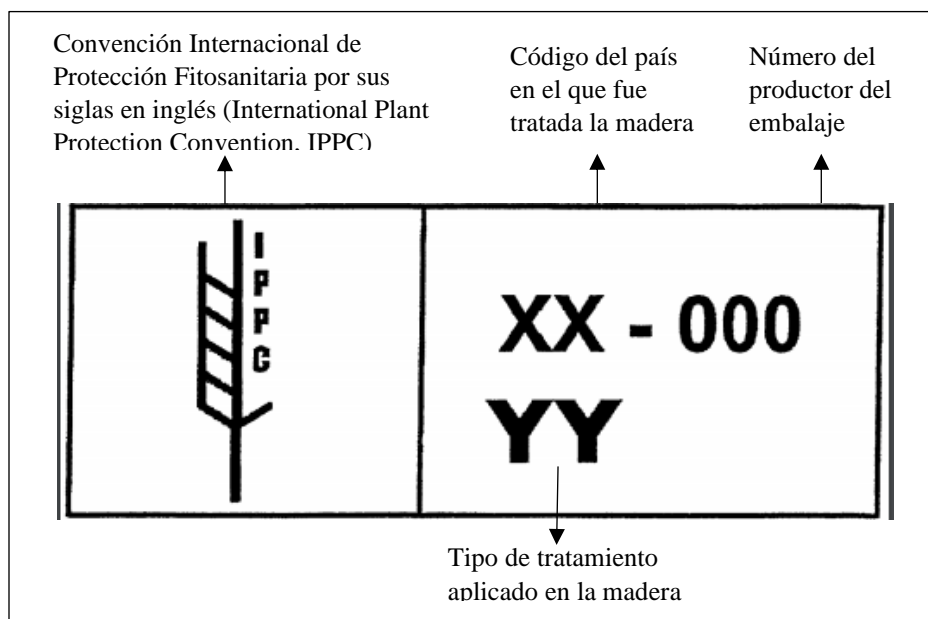 Convención Internacional de
Protección Fitosanitaria por sus
siglas en inglés (International Plant
Protection Convention, IPPC)
Código del país
en el que fue
tratada la madera
Número del
productor del
embalaje
I
P
P
C
XX - 000
YY
Tipo de tratamiento
aplicado en la madera